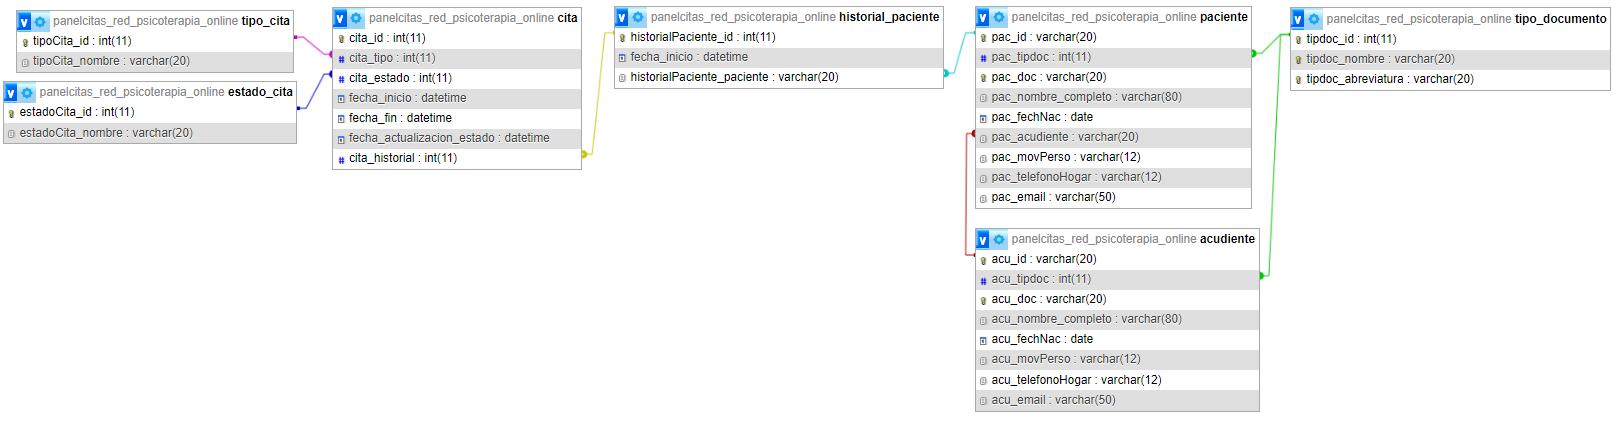 panelcitas_red_psicoterapia_online tipo_cita
tipoCita_id : int(11)
tipoCita_nombre : varchar(20)
panelcitas_red_psicoterapia_online estado_cita
estadoCita_id : int(11)
estadoCita_nombre : varchar(20)
panelcitas_red_psicoterapia_online cita
cita_id : int(11)
cita_tipo : int(11)
cita_estado : int(11)
fecha_inicio : datetime
fecha_fin : datetime
fecha_actualizacion_estado : datetime
cita_historial : int(11)
panelcitas_red_psicoterapia_online historial_paciente
historialPaciente_id : int(11)
fecha_inicio : datetime
historialPaciente_paciente : varchar(20)
panelcitas_red_psicoterapia_online paciente
pac_id : varchar(20)
pac_tipdoc : int(11)
pac_doc : varchar(20)
pac_nombre_completo : varchar(80)
pac_fechNac : date
pac_acudiente : varchar(20)
pac_movPerso : varchar(12)
pac_telefonoHogar : varchar(12)
pac_email : varchar(50)
panelcitas_red_psicoterapia_online acudiente
acu_id : varchar(20)
acu_tipdoc : int(11)
acu_doc : varchar(20)
acu_nombre_completo : varchar(80)
acu_fechNac : date
acu_movPerso : varchar(12)
acu_telefonoHogar : varchar(12)
acu_email : varchar(50)
panelcitas_red_psicoterapia_online tipo_documento
tipdoc_id : int(11)
tipdoc_nombre : varchar(20)
tipdoc_abreviatura : varchar(20)